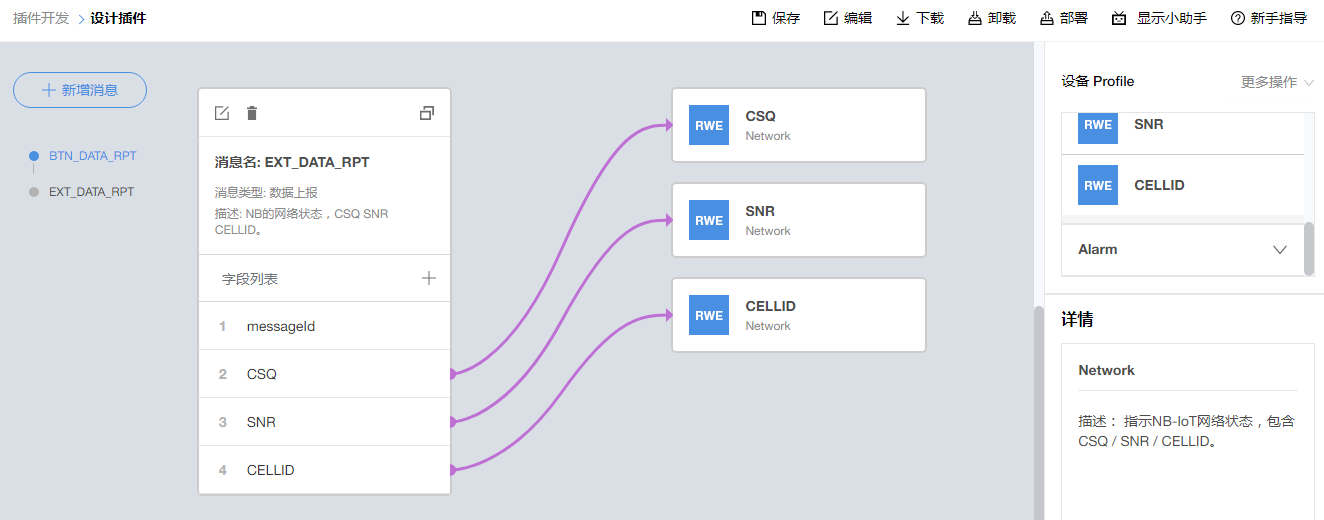 插件开发 > 设计插件
保存 编辑 下载 卸载 部署 显示小助手 新手指导
+ 新增消息
BTN_DATA_RPT
EXT_DATA_RPT
消息名: EXT_DATA_RPT
消息类型: 数据上报
描述: NB的网络状态，CSQ SNR
CELLID。
字段列表
1 messageId
2 CSQ
3 SNR
4 CELLID
RWE CSQ
Network
RWE SNR
Network
RWE CELLID
Network
设备 Profile 更多操作
RWE SNR
RWE CELLID
Alarm
详情
Network
描述： 指示NB-IoT网络状态，包含
CSQ / SNR / CELLID。